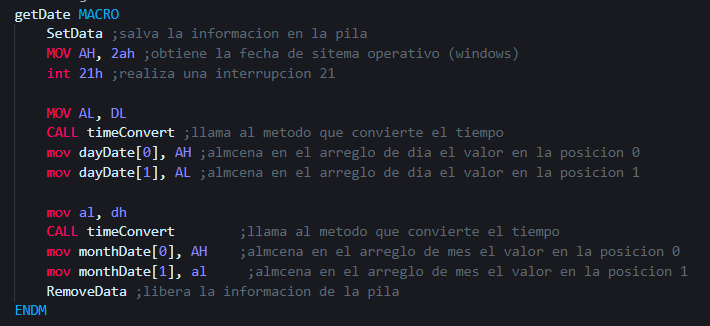 getDate MACRO
SetData ;salva la informacion en la pila
MOV AH, 2ah ;obtiene la fecha de sitema operativo (windows)
int 21h ;realiza una interrupcion 21
MOV AL, DL
CALL timeConvert ;llama al metodo que convierte el tiempo
mov dayDate[0], AH ;almcena en el arreglo de dia el valor en la posicion 0
mov dayDate[1], AL ;almcena en el arreglo de dia el valor en la posicion 1
mov al, dh
CALL timeConvert ;llama al metodo que convierte el tiempo
mov monthDate[0], AH ;almcena en el arreglo de mes el valor en la posicion 0
mov monthDate[1], al ;almcena en el arreglo de mes el valor en la posicion 1
RemoveData ;libera la informacion de la pila
ENDM